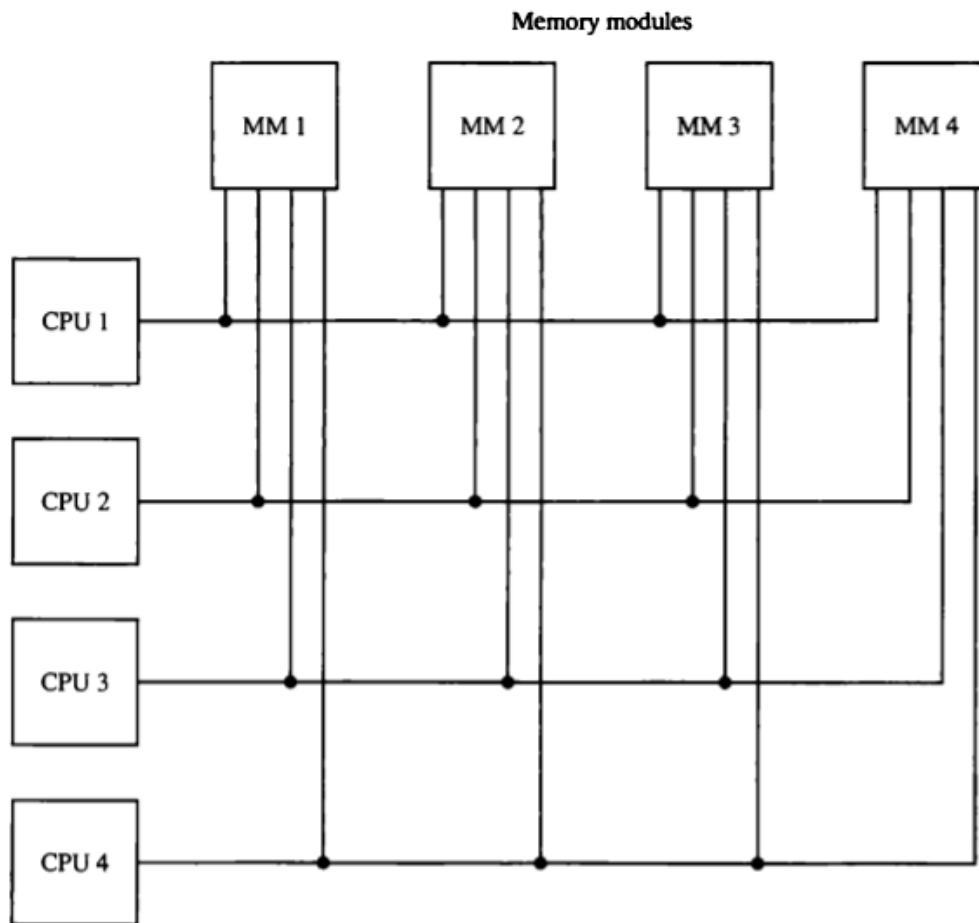 Memory modules
MM 1
MM 2
MM 3
MM 4
CPU 1
CPU 2
CPU 3
CPU 4